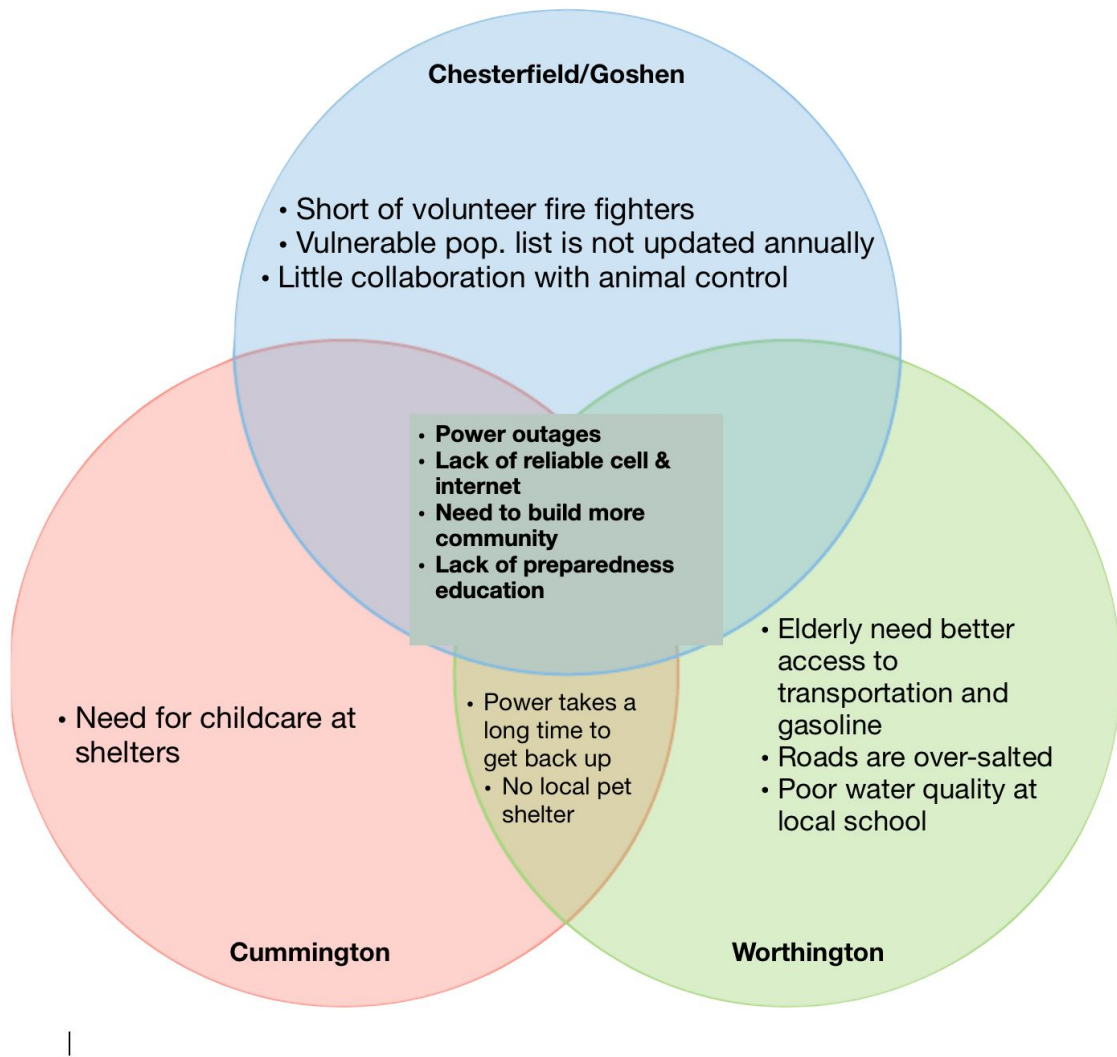 Chesterfield/Goshen
• Short of volunteer fire fighters
• Vulnerable pop. list is not updated annually
• Little collaboration with animal control
• Power outages
• Lack of reliable cell &
internet
• Need to build more
community
• Lack of preparedness
education
• Elderly need better
access to
transportation and
gasoline
• Roads are over-salted
• Poor water quality at
local school
• Need for childcare at
shelters
• Power takes a
long time to
get back up
• No local pet
shelter
Cummington
Worthington